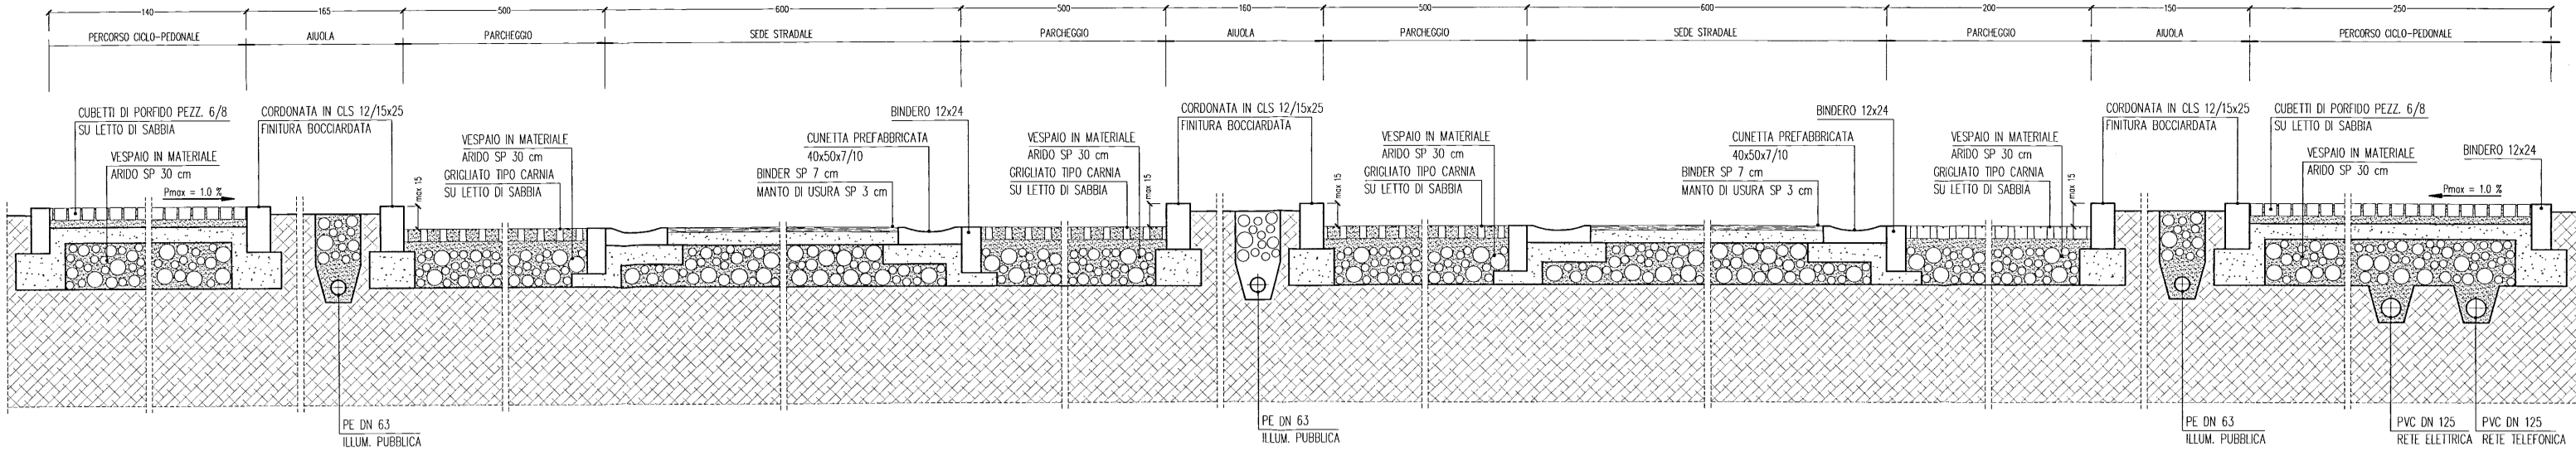 140 165 500 600 500 160 500 600 200 150 250
PERCORSO CICLO-PEDONALE AIUOLA PARCHEGGIO SEDE STRADALE PARCHEGGIO AIUOLA PARCHEGGIO SEDE STRADALE PARCHEGGIO AIUOLA PERCORSO CICLO-PEDONALE
CUBETTI DI PORFIDO PEZZ. 6/8
SU LETTO DI SABBIA
VESPAIO IN MATERIALE
ARIDO SP 30 cm
Pmax = 1.0 %
CORDONATA IN CLS 12/15x25
FINITURA BOCCIARDATA
max 15
VESPAIO IN MATERIALE
ARIDO SP 30 cm
GRIGLIATO TIPO CARNIA
SU LETTO DI SABBIA
BINDERO 12x24
CUNETTA PREFABBRICATA
40x50x7/10
BINDER SP 7 cm
MANTO DI USURA SP 3 cm
VESPAIO IN MATERIALE
ARIDO SP 30 cm
GRIGLIATO TIPO CARNIA
SU LETTO DI SABBIA
max 15
CORDONATA IN CLS 12/15x25
FINITURA BOCCIARDATA
max 15
VESPAIO IN MATERIALE
ARIDO SP 30 cm
GRIGLIATO TIPO CARNIA
SU LETTO DI SABBIA
BINDERO 12x24
CUNETTA PREFABBRICATA
40x50x7/10
BINDER SP 7 cm
MANTO DI USURA SP 3 cm
VESPAIO IN MATERIALE
ARIDO SP 30 cm
GRIGLIATO TIPO CARNIA
SU LETTO DI SABBIA
max 15
CORDONATA IN CLS 12/15x25
FINITURA BOCCIARDATA
CUBETTI DI PORFIDO PEZZ. 6/8
SU LETTO DI SABBIA
VESPAIO IN MATERIALE
ARIDO SP 30 cm
BINDERO 12x24
Pmax = 1.0 %
PE DN 63
ILLUM. PUBBLICA
PE DN 63
ILLUM. PUBBLICA
PE DN 63
ILLUM. PUBBLICA
PVC DN 125
RETE ELETTRICA
PVC DN 125
RETE TELEFONICA